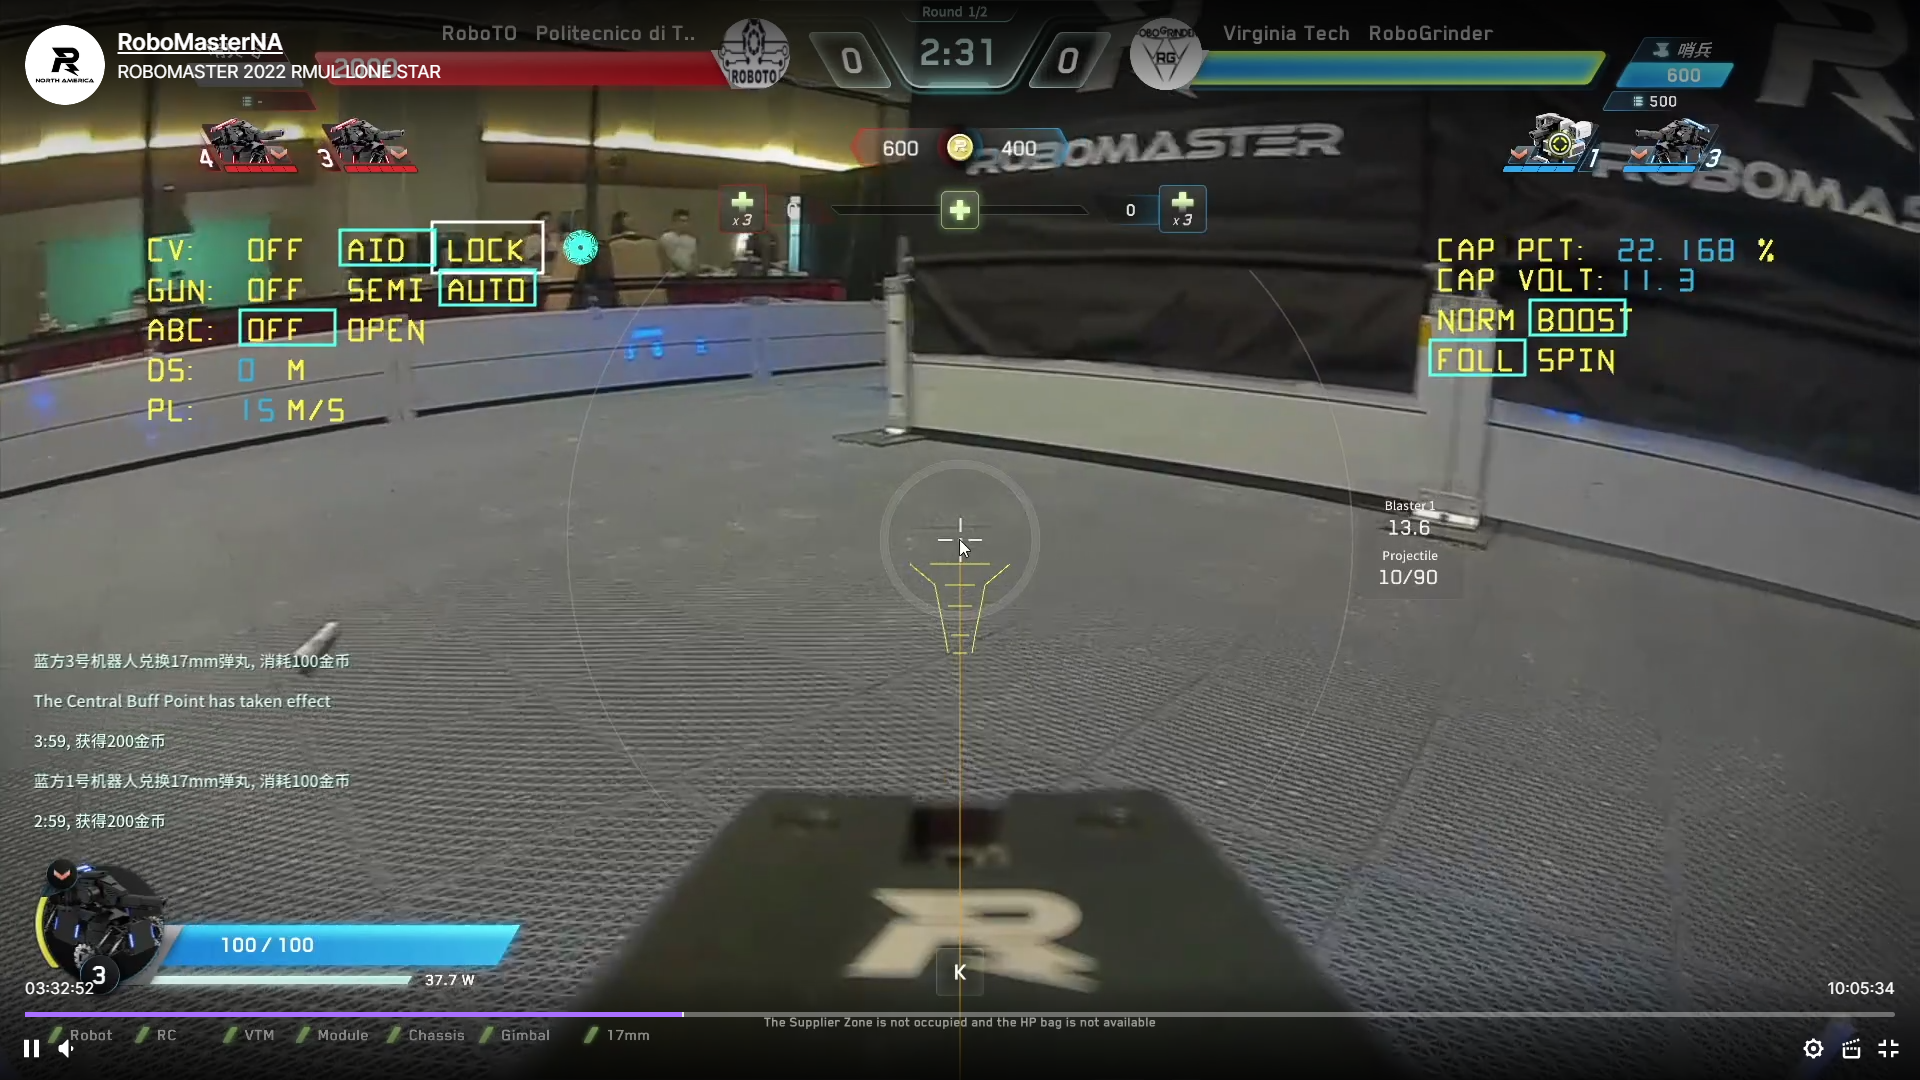 RoboMasterNA
ROBOMASTER 2022 RMUL LONE STAR
NORTH AMERICA
RoboTO Politecnico di T..
ROBOTO
0
Round 1/2
2:31
0
RG
Virginia Tech RoboGrinder
哨兵
600
500
4
3
600
400
1
3
ROBOMASTER
x 3
0
0
x 3
CV: OFF AID LOCK
GUN: OFF SEMI AUTO
ABC: OFF OPEN
DS: 0 M
PL: 15 M/S
CAP PCT: 22.168 %
CAP VOLT: 11.3
NORM BOOST
FOLL SPIN
Blaster 1
13.6
Projectile
10/90
蓝方3号机器人兑换17mm弹丸, 消耗100金币
The Central Buff Point has taken effect
3:59, 获得200金币
蓝方1号机器人兑换17mm弹丸, 消耗100金币
2:59, 获得200金币
100 / 100
3
37.7 W
K
03:32:52
10:05:34
The Supplier Zone is not occupied and the HP bag is not available
Robot RC VTM Module Chassis Gimbal 17mm